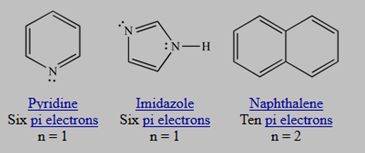 N
N
N—H
Pyridine
Six pi electrons
n = 1
Imidazole
Six pi electrons
n = 1
Naphthalene
Ten pi electrons
n = 2